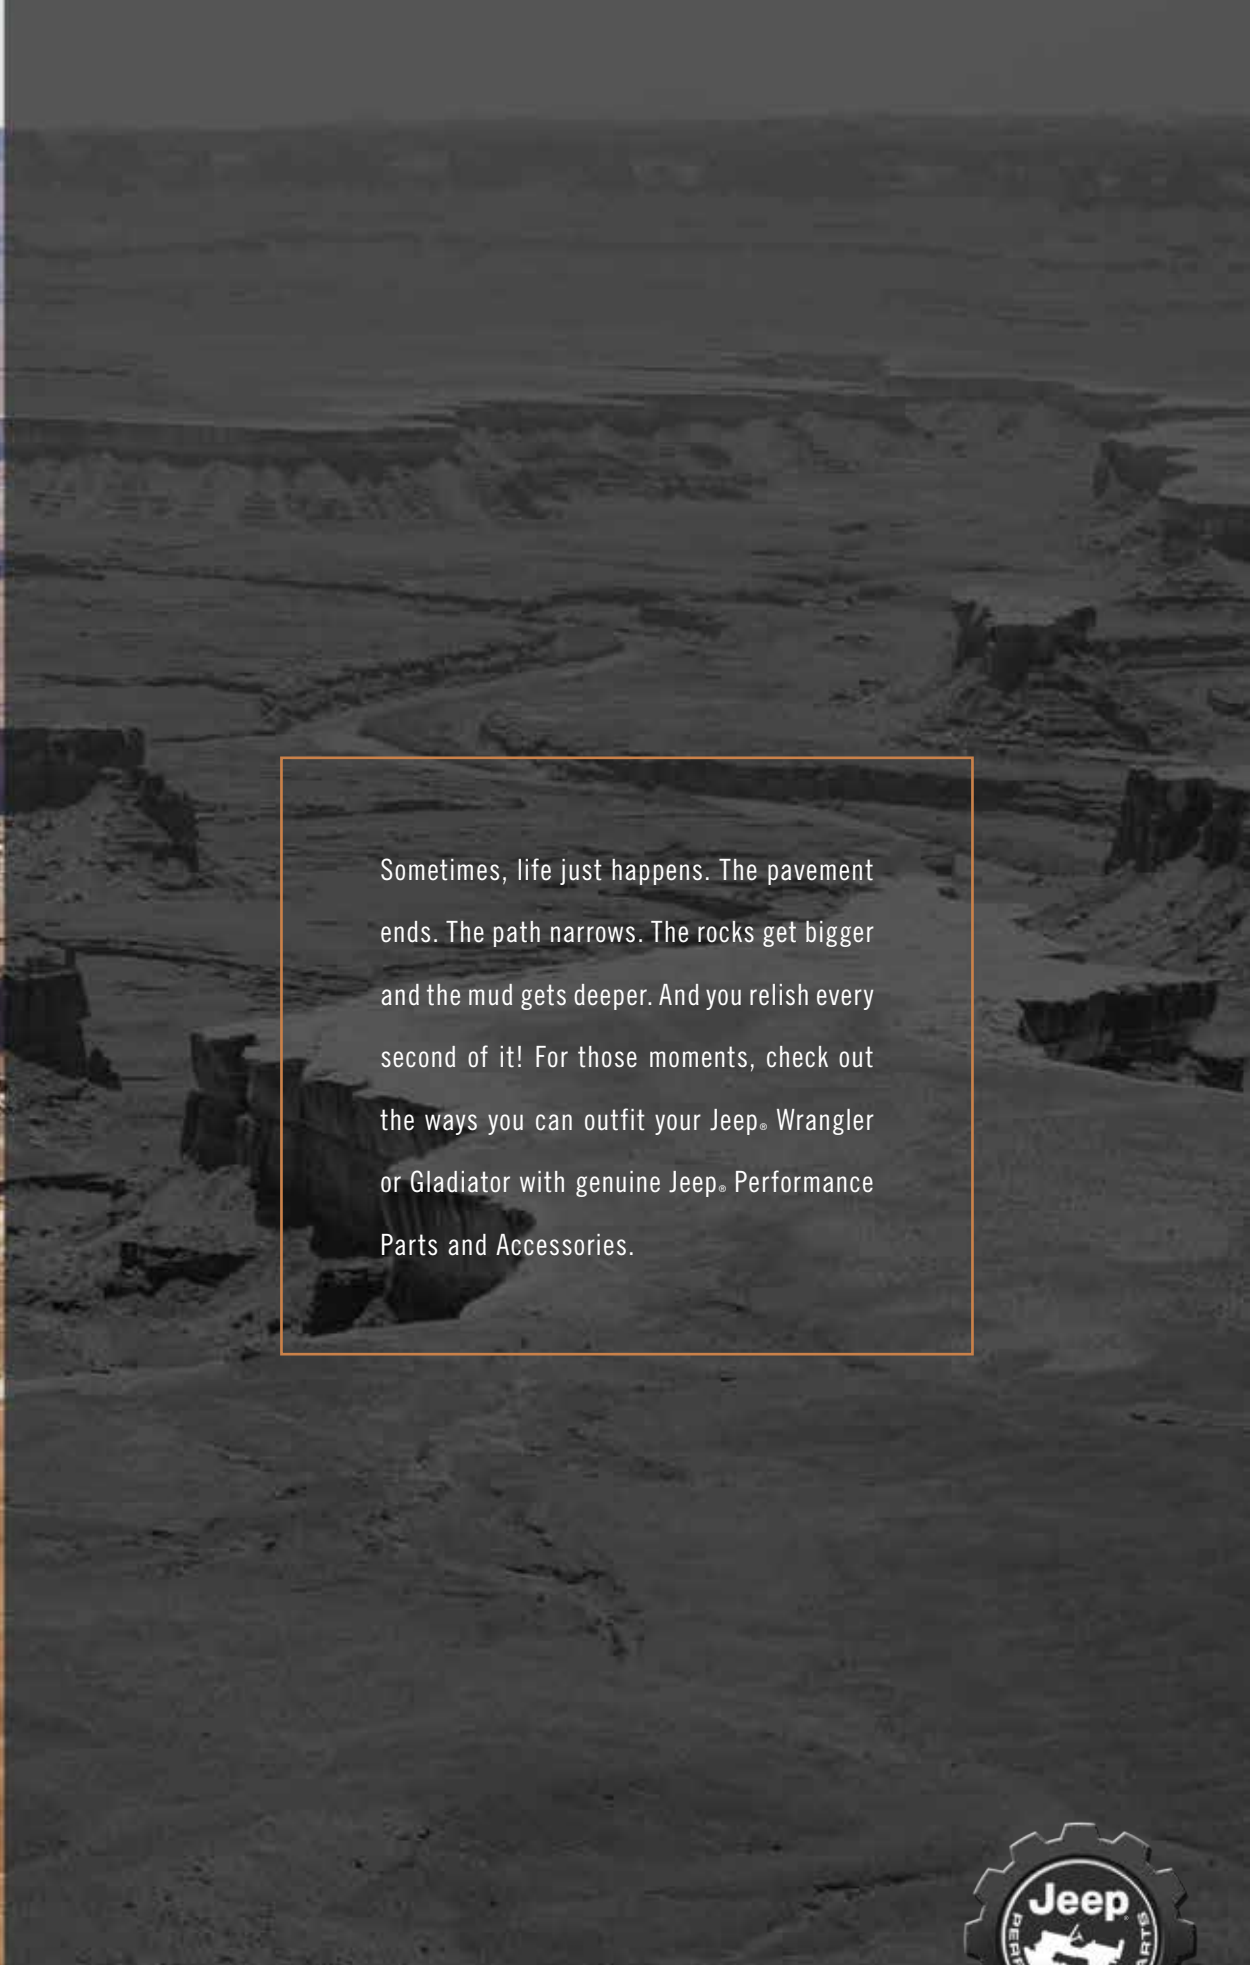 Sometimes, life just happens. The pavement
ends. The path narrows. The rocks get bigger
and the mud gets deeper. And you relish every
second of it! For those moments, check out
the ways you can outfit your Jeep® Wrangler
or Gladiator with genuine Jeep® Performance
Parts and Accessories.
Jeep